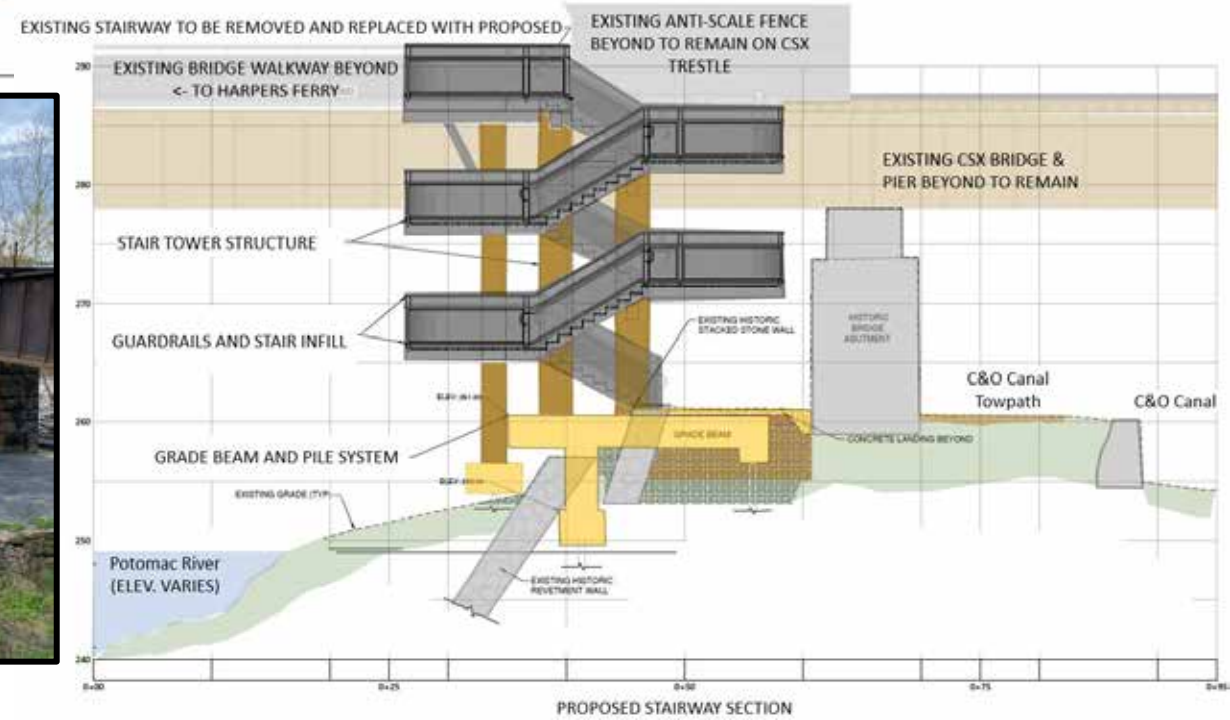 EXISTING STAIRWAY TO BE REMOVED AND REPLACED WITH PROPOSED
EXISTING ANTI-SCALE FENCE
BEYOND TO REMAIN ON CSX
TRESTLE
EXISTING BRIDGE WALKWAY BEYOND
<- TO HARPERS FERRY
EXISTING CSX BRIDGE &
PIER BEYOND TO REMAIN
STAIR TOWER STRUCTURE
GUARDRAILS AND STAIR INFILL
EXISTING HISTORIC
STACKED STONE WALL
HISTORIC
BRIDGE
ABUTMENT
C&O Canal
Towpath
C&O Canal
GRADE BEAM
CONCRETE LANDING BEYOND
GRADE BEAM AND PILE SYSTEM
EXISTING GRADE (TYP)
Potomac River
(ELEV. VARIES)
EXISTING HISTORIC
REVETMENT WALL
290
280
270
260
250
240
0+00
0+25
0+50
0+75
PROPOSED STAIRWAY SECTION